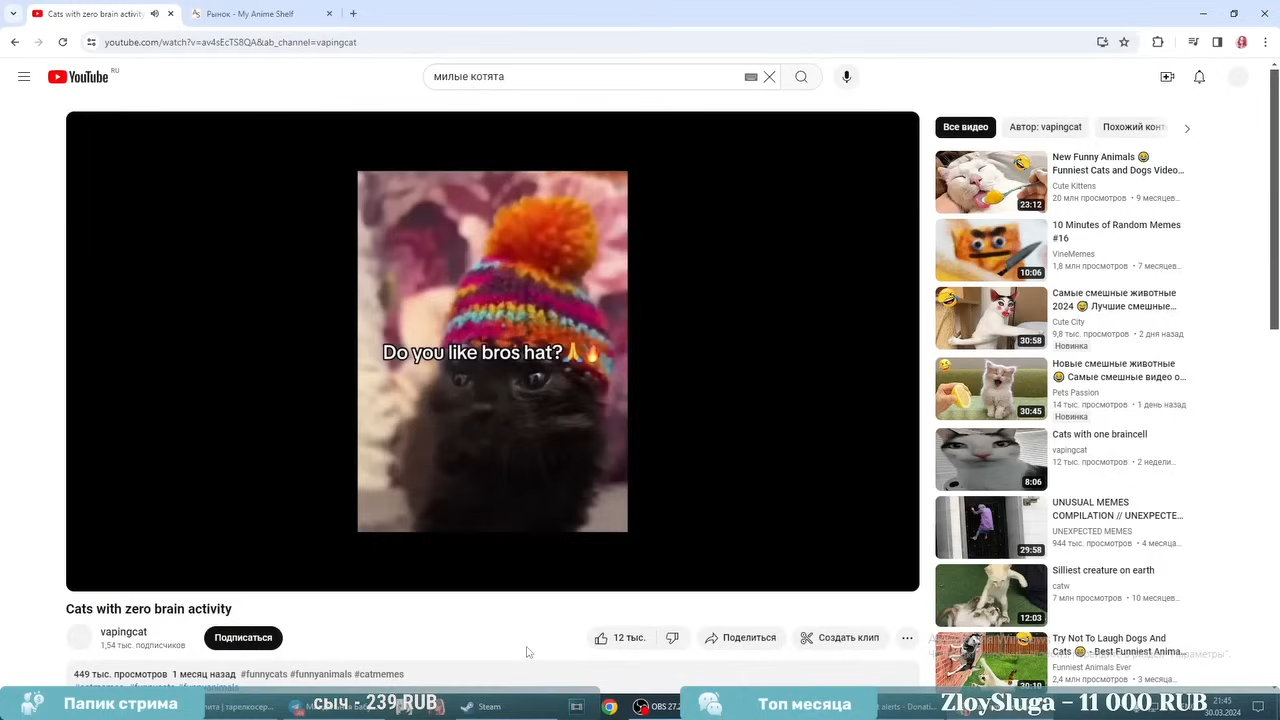 Cats with zero brain activity
Рынок - My Anime Shelf
youtube.com/watch?v=av4sEcTS8QA&ab_channel=vapingcat
YouTube RU
милые котята
Do you like bros hat?🙏🔥
Cats with zero brain activity
vapingcat
1,54 тыс. подписчиков
Подписаться
12 тыс.
Поделиться
Создать клип
449 тыс. просмотров 1 месяц назад #funnycats #funnyanimals #catmemes
#catmemes #funnycats #funnyanimals
Все видео
Автор: vapingcat
Похожий конт
New Funny Animals 😂
Funniest Cats and Dogs Video...
Cute Kittens
20 млн просмотров • 9 месяцев...
23:12
10 Minutes of Random Memes
#16
VineMemes
1,8 млн просмотров • 7 месяцев...
10:06
Самые смешные животные
2024 😅 Лучшие смешные...
Cute City
9,8 тыс. просмотров • 2 дня назад
Новинка
30:58
Новые смешные животные
😂 Самые смешные видео о...
Pets Passion
14 тыс. просмотров • 1 день назад
Новинка
30:45
Cats with one braincell
vapingcat
12 тыс. просмотров • 2 недели...
8:06
UNUSUAL MEMES
COMPILATION // UNEXPECTE...
UNEXPECTED MEMES
944 тыс. просмотров • 4 месяца...
29:58
Silliest creature on earth
catw
7 млн просмотров • 10 месяцев...
12:03
Try Not To Laugh Dogs And
Cats 😂 - Best Funniest Anima...
Funniest Animals Ever
2,4 млн просмотров • 3 месяца...
30:10
Папик стрима
- 239 RUB
Steam
Топ месяца
ZloySluga - 11 000 RUB
21:45
30.03.2024